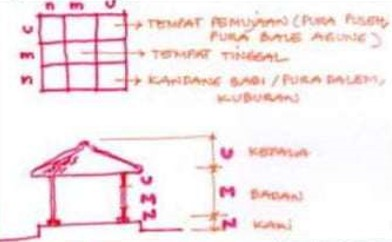 N M U
U → TEMPAT PEMUJAAN (PURA PUSEH,
PURA BALE AGUNG)
M → TEMPAT TINGGAL
N → KANDANG BABI / PURA DALEM,
KUBURAN
U U KEPALA
M M BADAN
N N KAKI